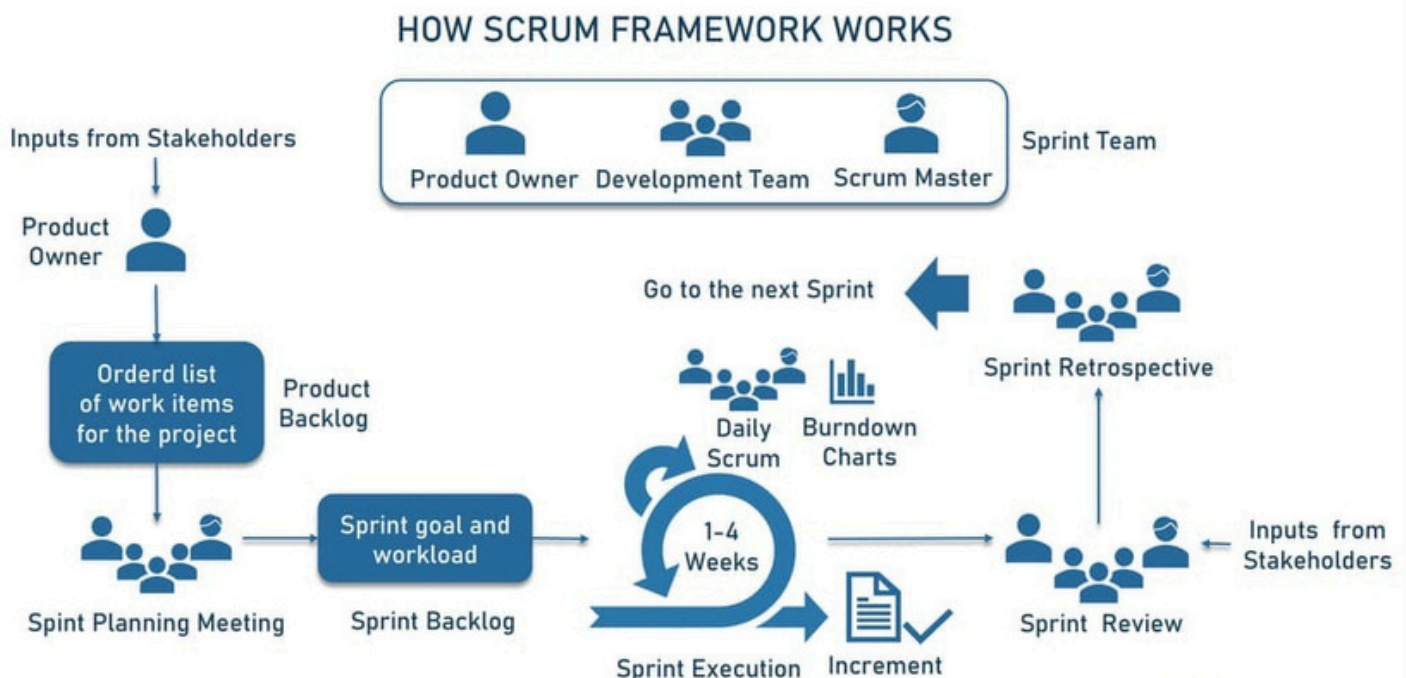 HOW SCRUM FRAMEWORK WORKS
Product Owner
Development Team
Scrum Master
Sprint Team
Inputs from Stakeholders
Product
Owner
Orderd list
of work items
for the project
Product
Backlog
Spint Planning Meeting
Sprint goal and
workload
Sprint Backlog
Daily
Scrum
Burndown
Charts
1-4
Weeks
Sprint Execution
Increment
Inputs from
Stakeholders
Sprint Review
Sprint Retrospective
Go to the next Sprint